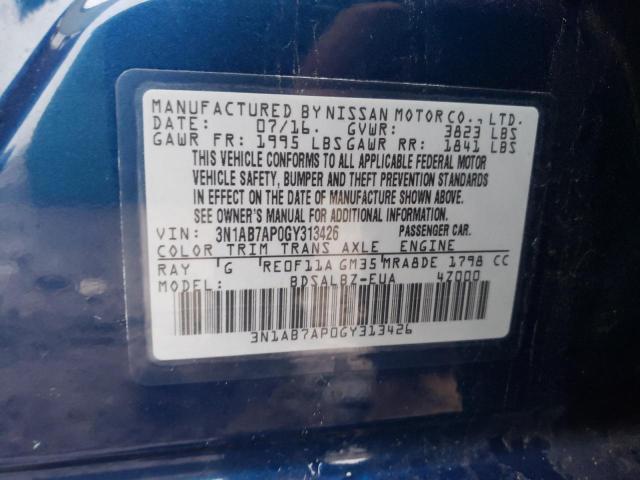 MANUFACTURED BY NISSAN MOTOR CO., LTD.
DATE: 07/16. GVWR: 3823 LBS
GAWR FR: 1995 LBS GAWR RR: 1841 LBS
THIS VEHICLE CONFORMS TO ALL APPLICABLE FEDERAL MOTOR
VEHICLE SAFETY, BUMPER AND THEFT PREVENTION STANDARDS
IN EFFECT ON THE DATE OF MANUFACTURE SHOWN ABOVE.
SEE OWNER'S MANUAL FOR ADDITIONAL INFORMATION.
VIN: 3N1AB7AP0GY313426 PASSENGER CAR.
COLOR TRIM TRANS AXLE ENGINE
RAY G RE0F11A GM35 MRA8DE 1798 CC
MODEL: BDSALBZ-EUA 4Z000
3N1AB7AP0GY313426